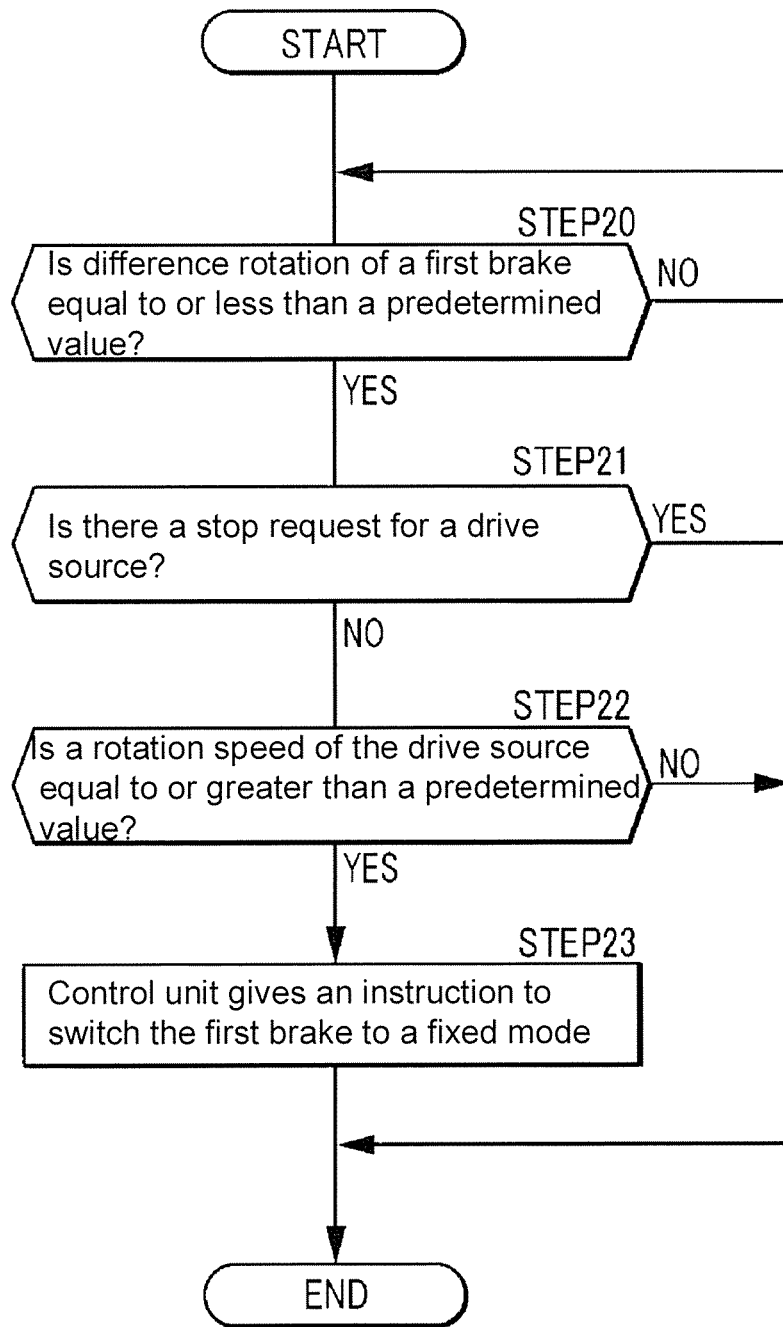 START
STEP20
Is difference rotation of a first brake
equal to or less than a predetermined
value?
NO
YES
STEP21
Is there a stop request for a drive
source?
YES
NO
STEP22
Is a rotation speed of the drive source
equal to or greater than a predetermined
value?
NO
YES
STEP23
Control unit gives an instruction to
switch the first brake to a fixed mode
END